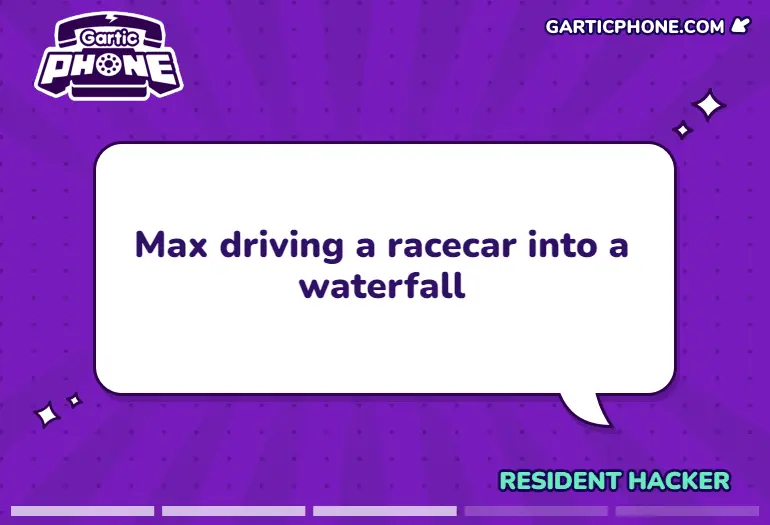 Gartic
PHONE
GARTICPHONE.COM
Max driving a racecar into a
waterfall
RESIDENT HACKER